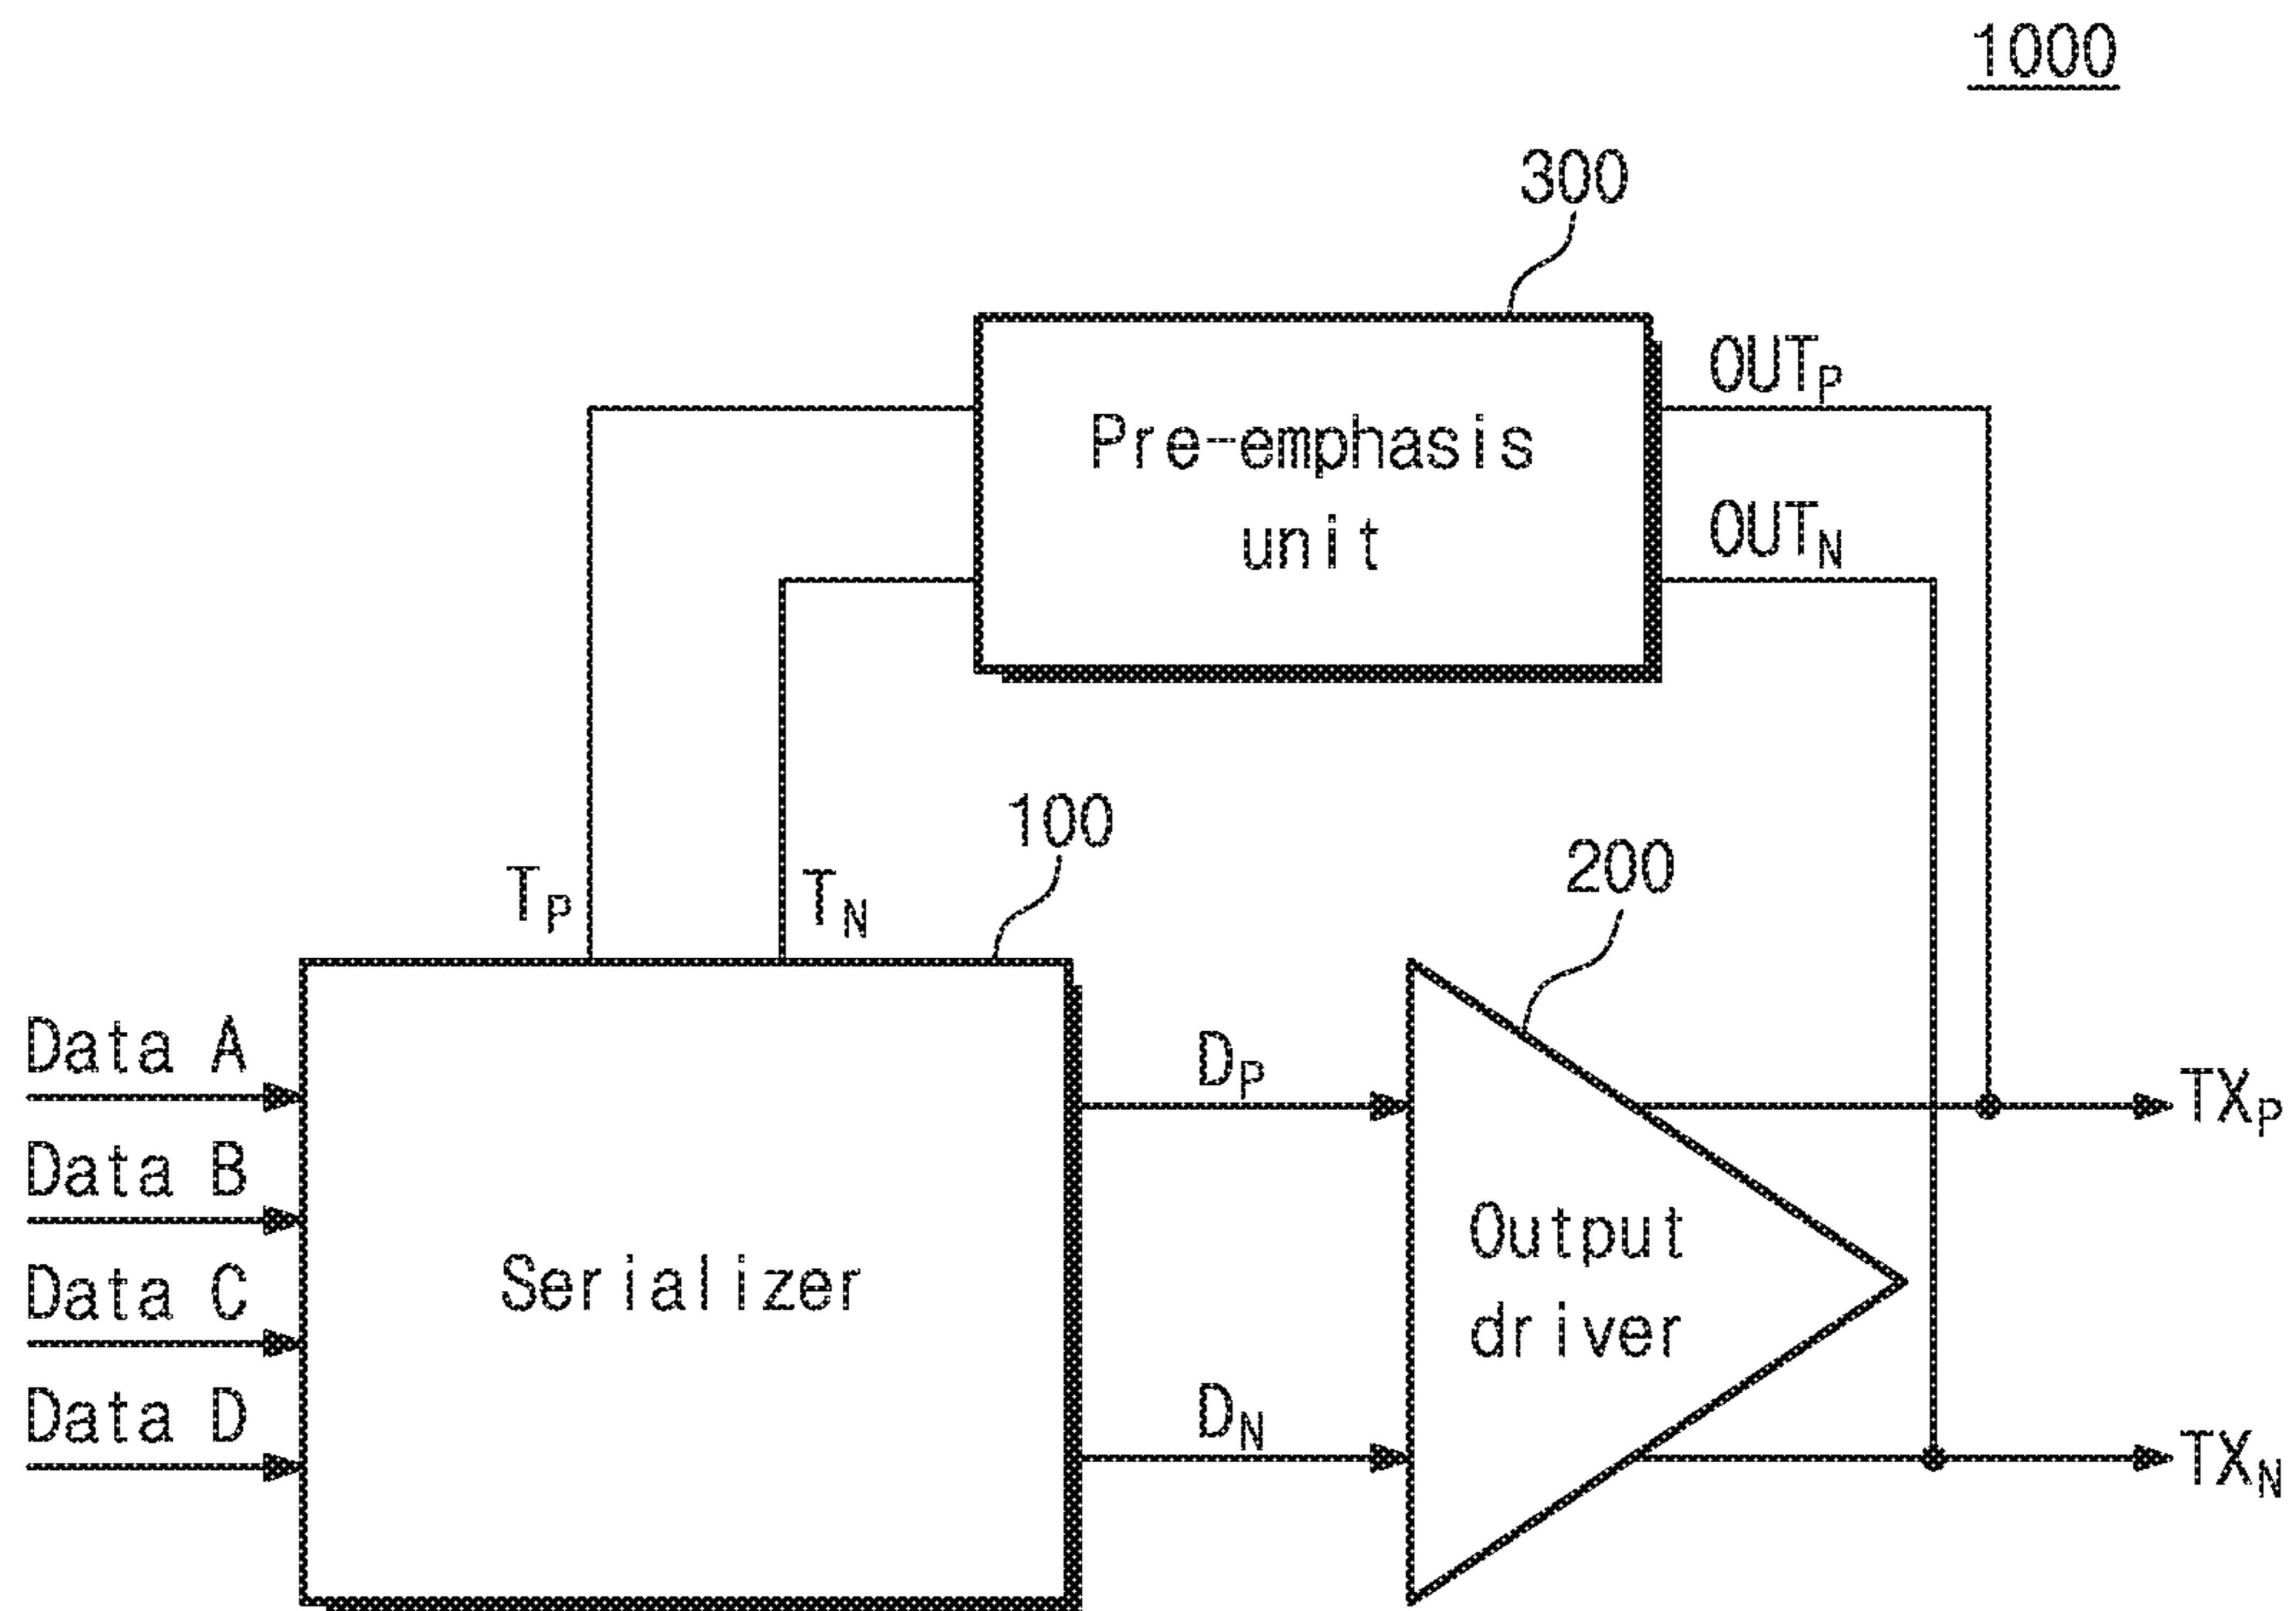 1000
300
OUTP
Pre-emphasis
unit
OUTN
100
200
TP
TN
Data A
Data B
Data C
Data D
Serializer
DP
DN
Output
driver
TXP
TXN